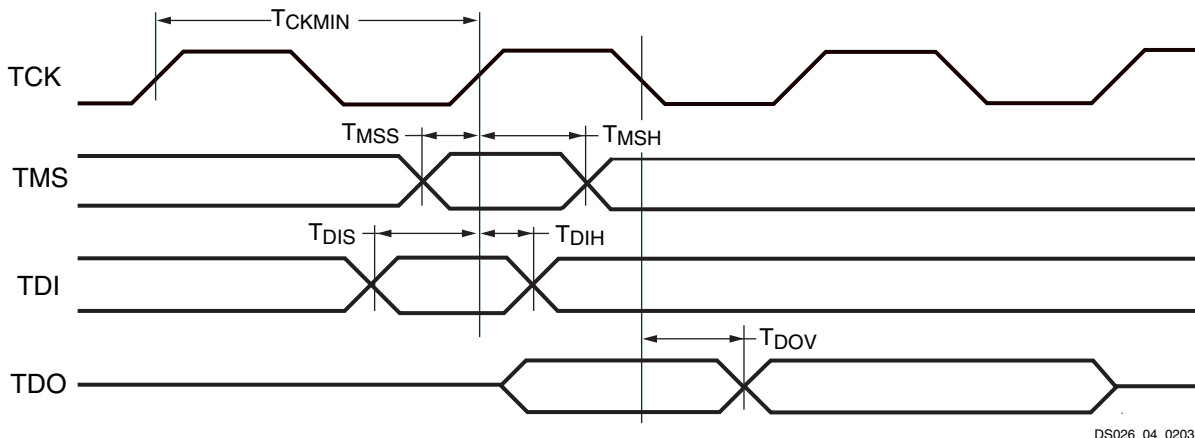 TCKMIN
TCK
TMSS TMSH
TMS
TDIS TDIH
TDI
TDOV
TDO
DS026_04_0203